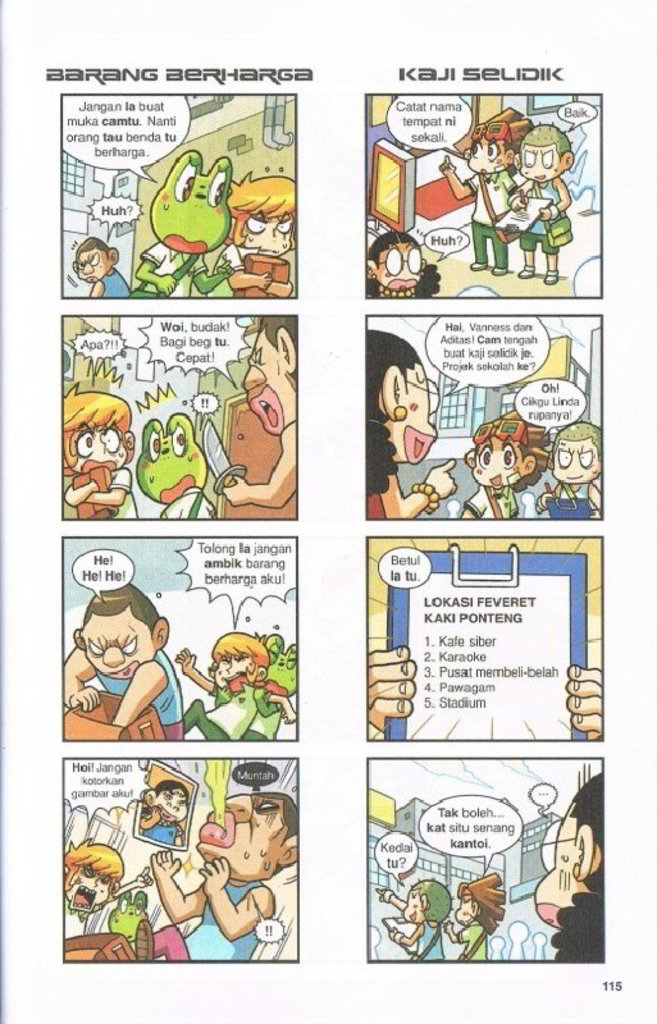 BARANG BERHARGA
Jangan la buat
muka camtu. Nanti
orang tau benda tu
berharga.
Huh?
Apa?!!
Woi, budak!
Bagi beg tu.
Cepat!
!!
He!
He! He!
Tolong lla jangan
ambik barang
berharga aku!
Hoi! Jangan
kotorkan
gambar aku!
Muntah
!!
KAJI SELIDIK
Catat nama
tempat ni
sekali.
Baik.
Huh?
Hai, Vanness dan
Aditas! Cam tengah
buat kaji selidik je.
Projek sekolah ke?
Oh!
Cikgu Linda
rupanya!
Betul
la tu.
LOKASI FEVERET
KAKI PONTENG
1. Kafe siber
2. Karaoke
3. Pusat membeli-belah
4. Pawagam
5. Stadium
Kedai
tu?
Tak boleh...
kat situ senang
kantoi.
...
115